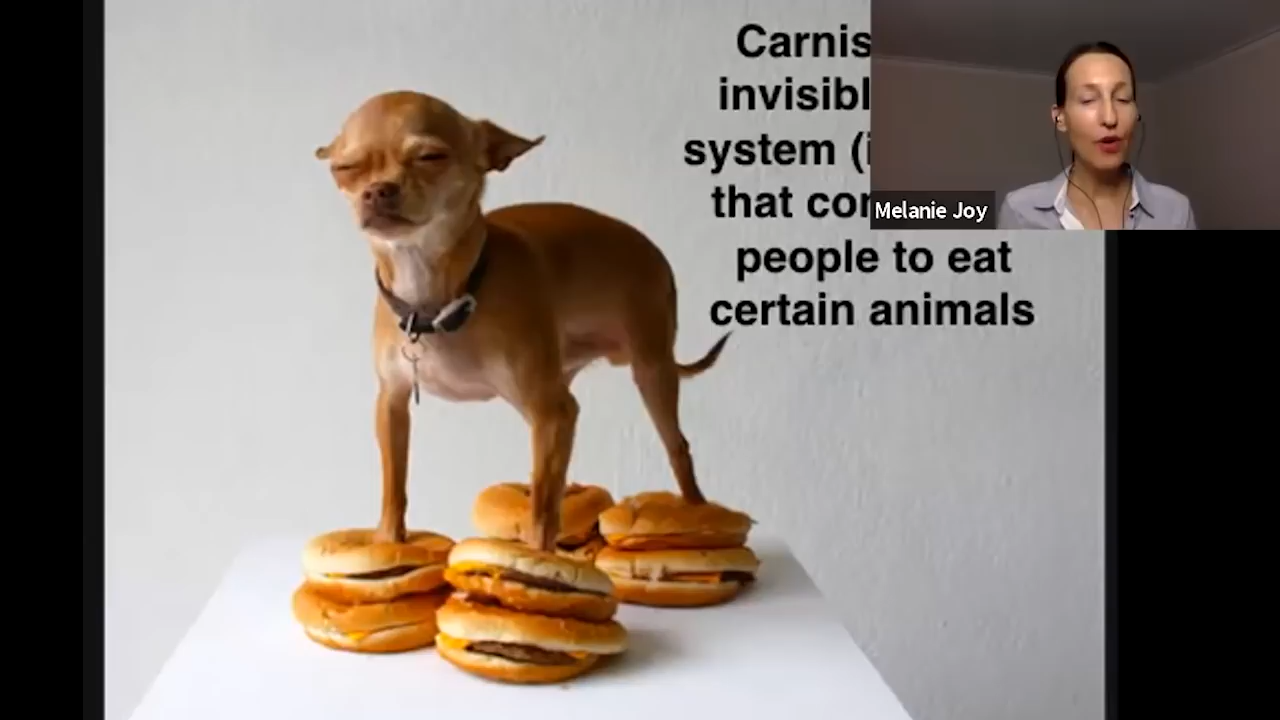 Carnis
invisibl
system (i
that co
people to eat
certain animals
Melanie Joy